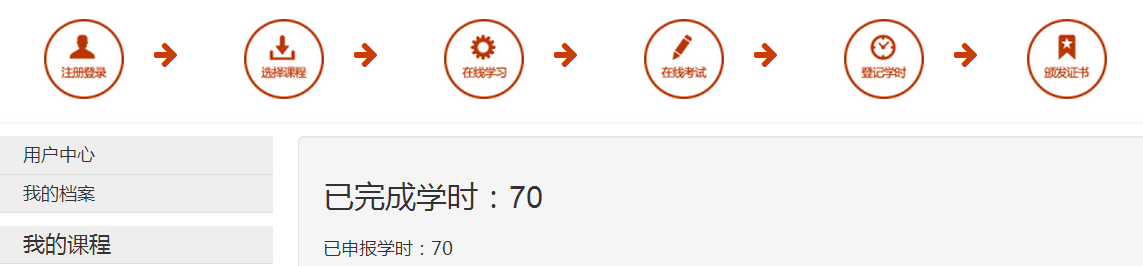 注册登录
选择课程
在线学习
在线考试
登记学时
颁发证书
用户中心
我的档案
我的课程
已完成学时：70
已申报学时：70